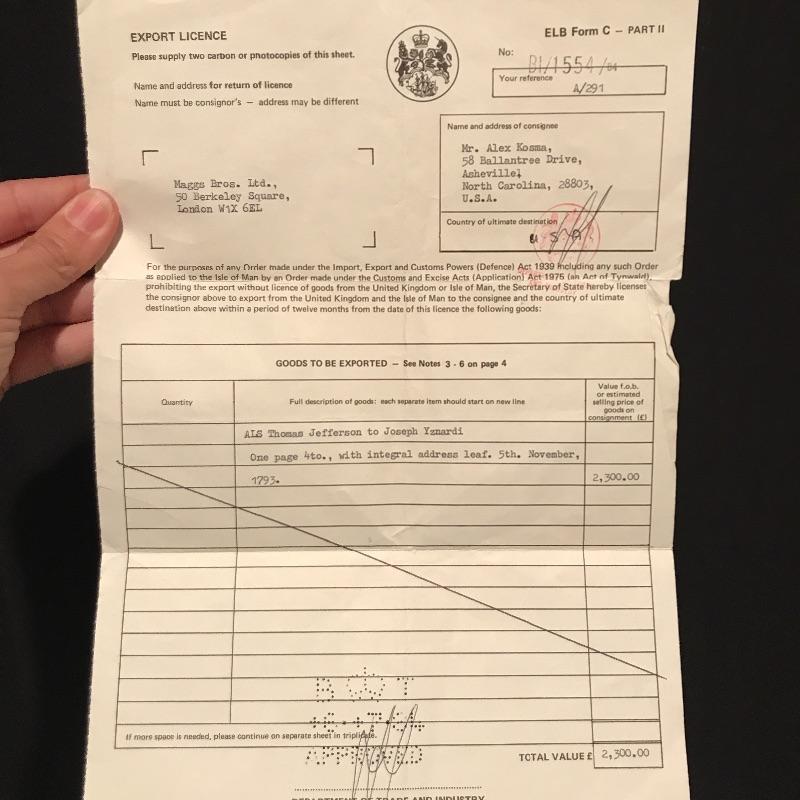 EXPORT LICENCE
ELB Form C – PART II
Please supply two carbon or photocopies of this sheet.
No: BI/1554/84
Your reference
A/291
Name and address for return of licence
Name must be consignor's – address may be different
Name and address of consignee
Mr. Alex Kosma,
58 Ballantree Drive,
Asheville,
North Carolina, 28803,
U.S.A.
Maggs Bros. Ltd.,
50 Berkeley Square,
London W1X 6EL
Country of ultimate destination
U S A
For the purposes of any Order made under the Import, Export and Customs Powers (Defence) Act 1939 including any such Order
as applied to the Isle of Man by an Order made under the Customs and Excise Acts (Application) Act 1975 (an Act of Tynwald),
prohibiting the export without licence of goods from the United Kingdom or Isle of Man, the Secretary of State hereby licenses
the consignor above to export from the United Kingdom and the Isle of Man to the consignee and the country of ultimate
destination above within a period of twelve months from the date of this licence the following goods:
GOODS TO BE EXPORTED – See Notes 3 - 6 on page 4
Quantity
Full description of goods: each separate item should start on new line
Value f.o.b.
or estimated
selling price of
goods on
consignment (£)
ALS Thomas Jefferson to Joseph Yznardi
One page 4to., with integral address leaf. 5th. November,
1793.
2,300.00
B O T
If more space is needed, please continue on separate sheet in triplicate.
APPROVED
TOTAL VALUE £ 2,300.00
DEPARTMENT OF TRADE AND INDUSTRY